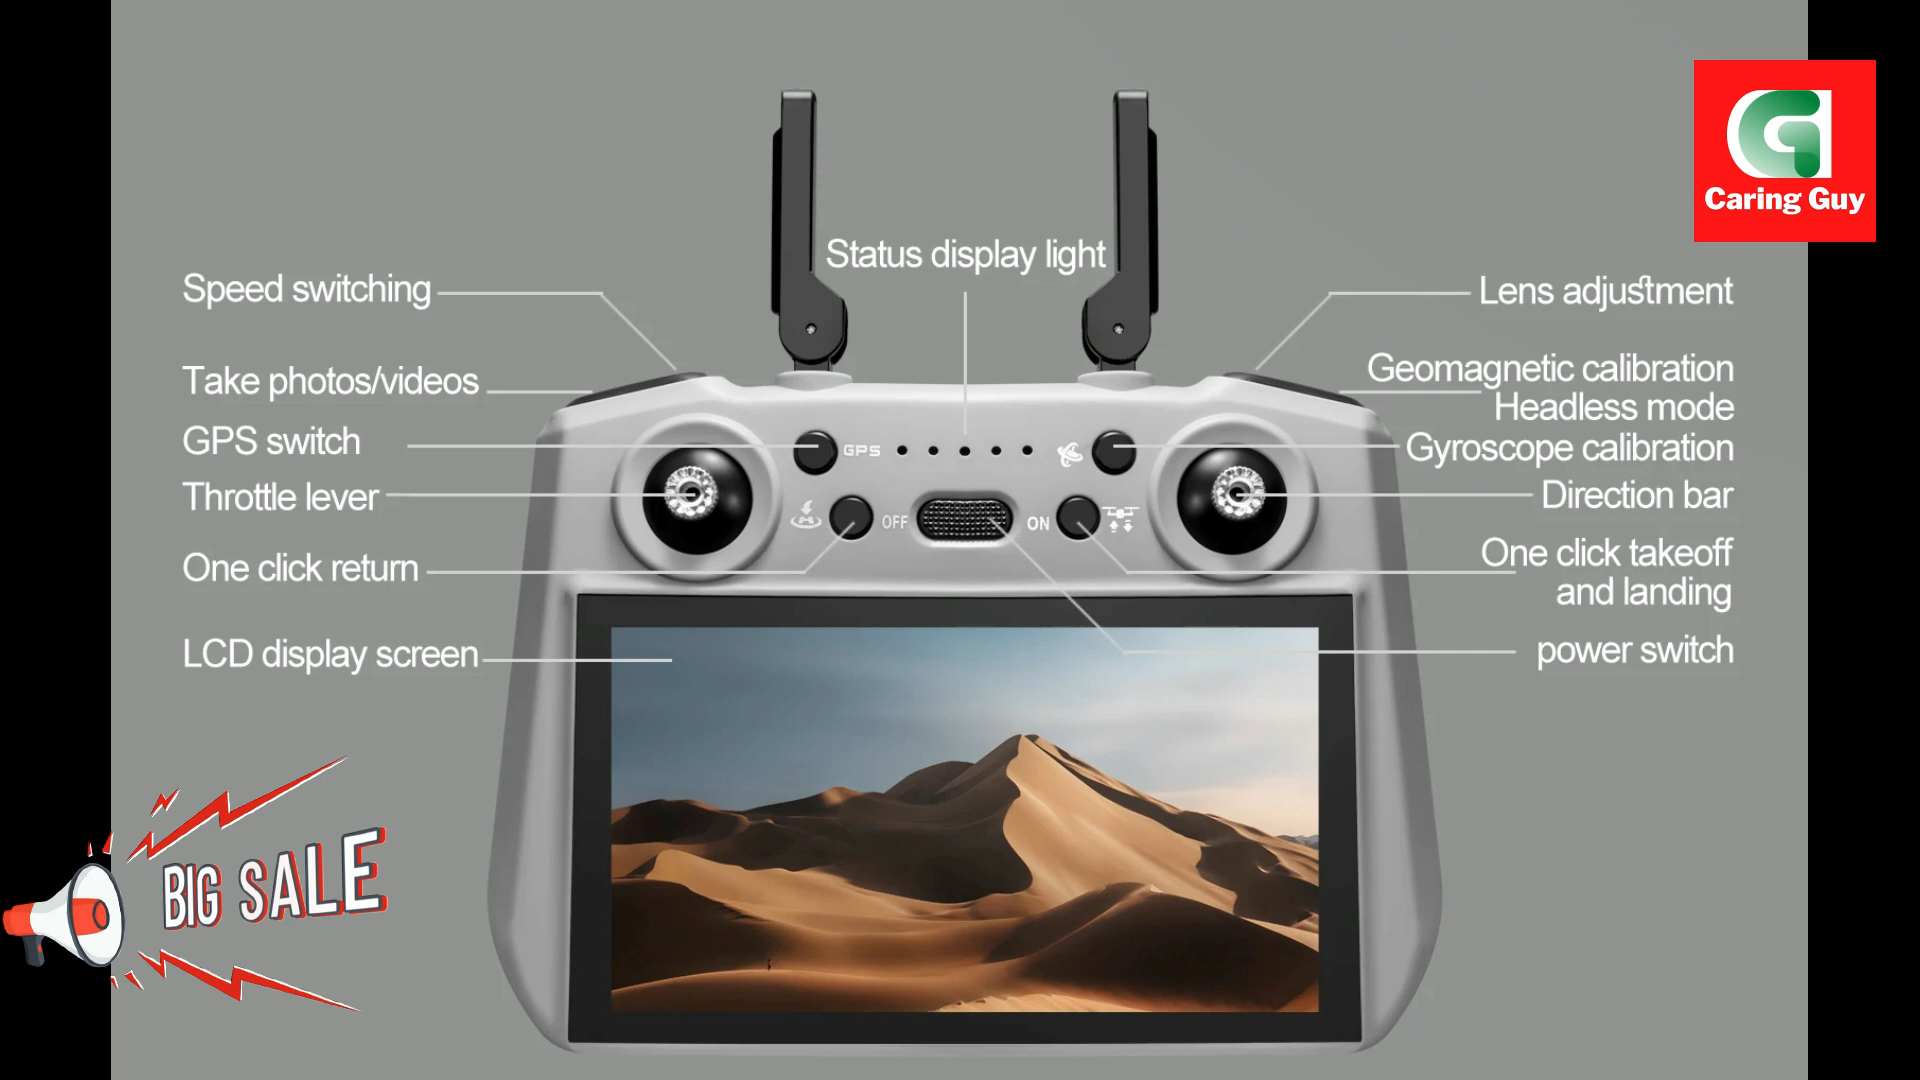 Caring Guy
Status display light
Speed switching
Take photos/videos
GPS switch
Throttle lever
One click return
LCD display screen
Lens adjustment
Geomagnetic calibration
Headless mode
Gyroscope calibration
Direction bar
One click takeoff
and landing
power switch
GPS
OFF
ON
BIG SALE